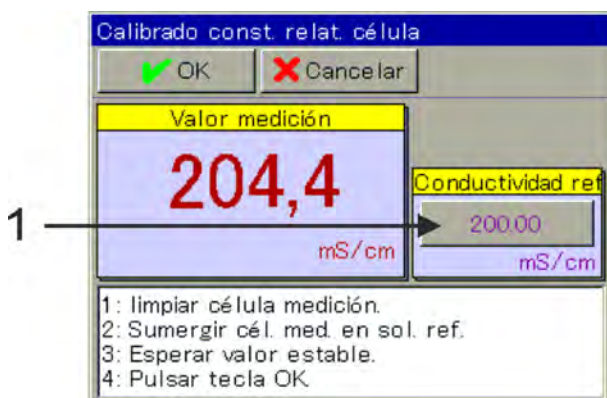 Calibrado const. relat. célula
OK Cancelar
Valor medición
204,4
mS/cm
Conductividad ref
1
200.00
mS/cm
1: limpiar célula medición.
2: Sumergir cél. med. en sol. ref.
3: Esperar valor estable.
4: Pulsar tecla OK